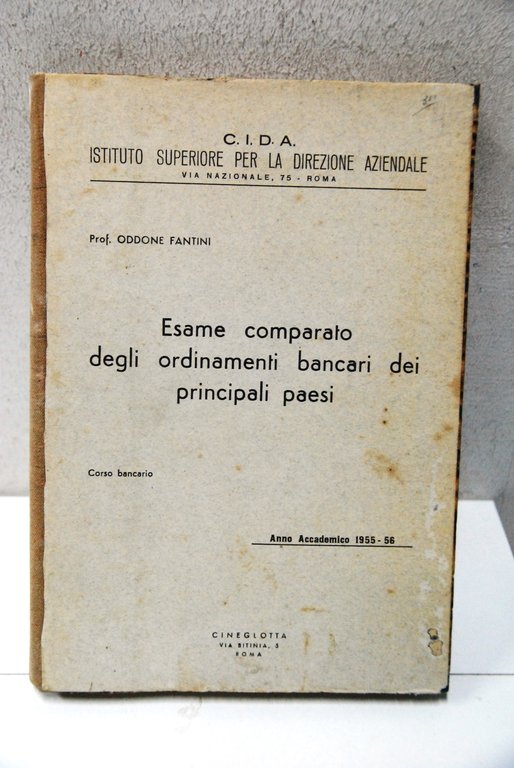 C. I. D. A.
ISTITUTO SUPERIORE PER LA DIREZIONE AZIENDALE
VIA NAZIONALE, 75 - ROMA
Prof. ODDONE FANTINI
Esame comparato
degli ordinamenti bancari dei
principali paesi
Corso bancario
Anno Accademico 1955-56
CINEGLOTTA
VIA BITINIA, 5
ROMA